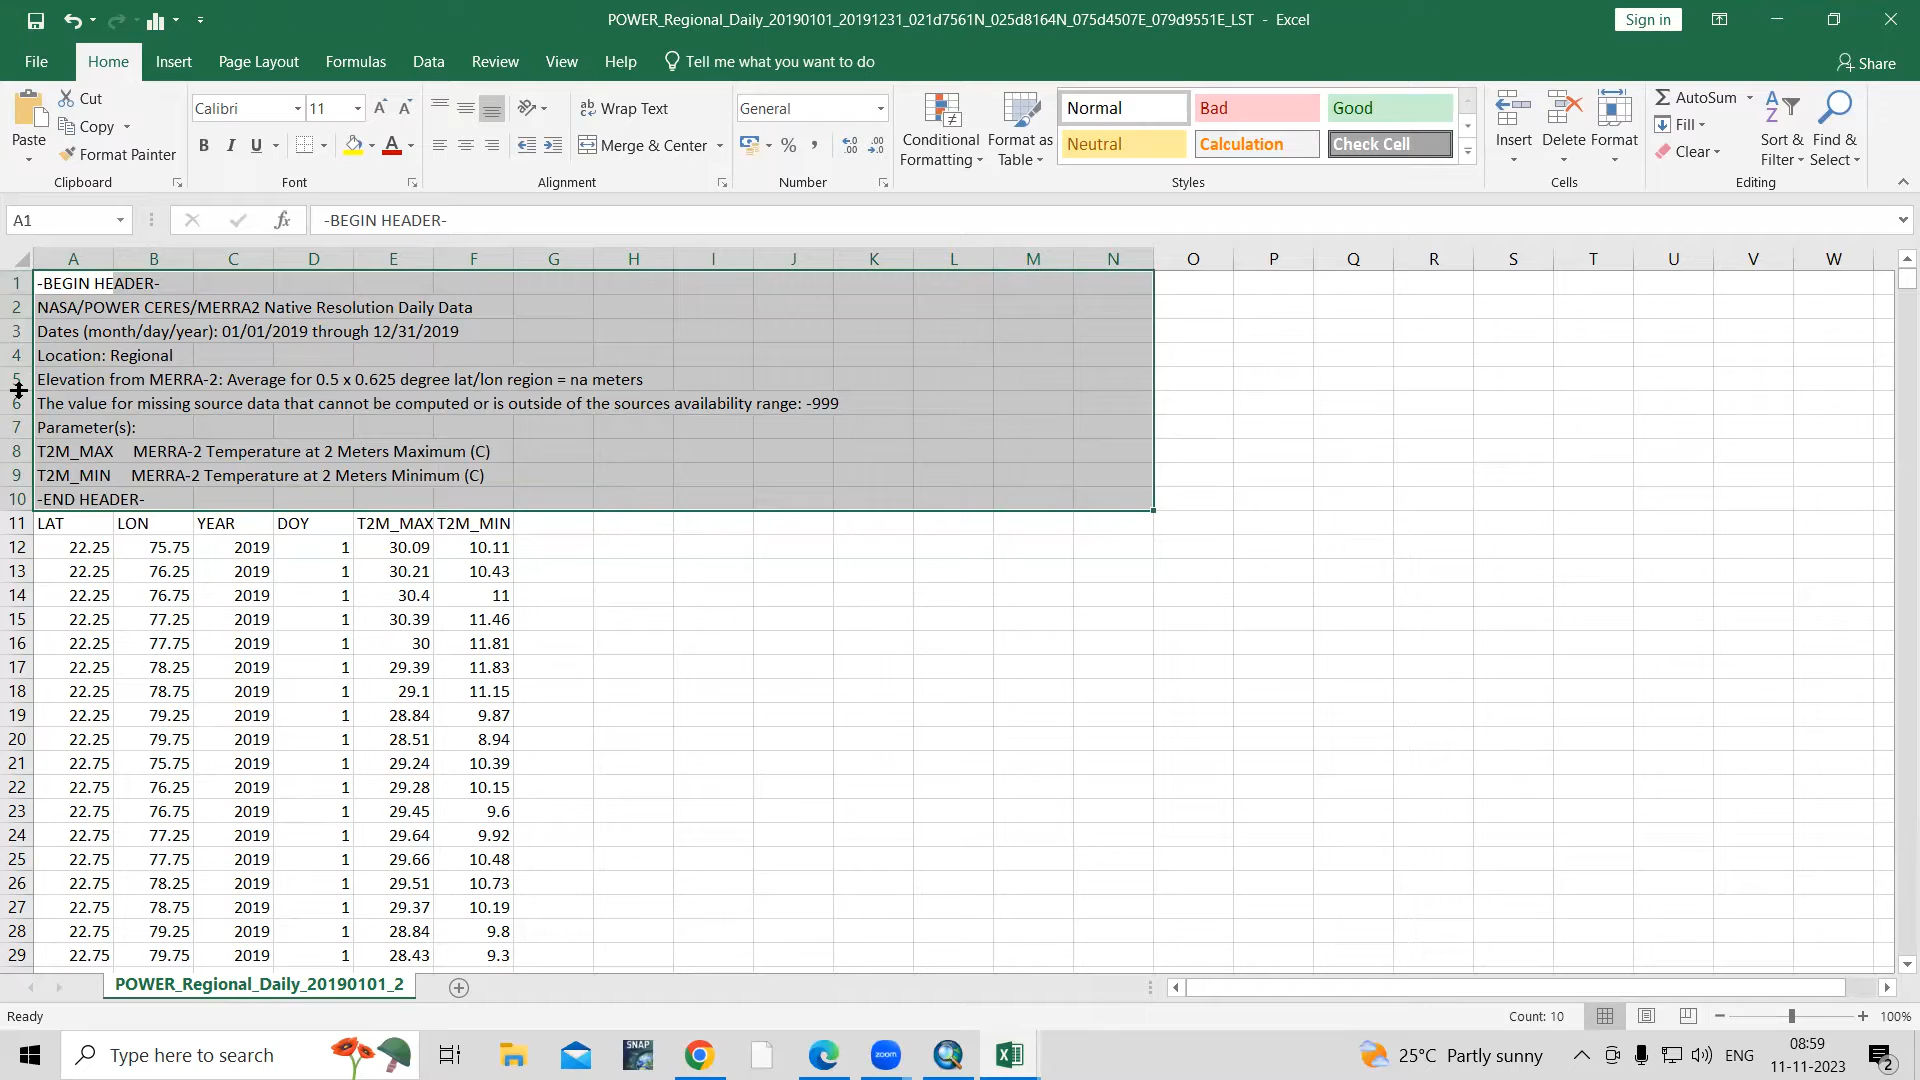 POWER_Regional_Daily_20190101_20191231_021d7561N_025d8164N_075d4507E_079d9551E_LST - Excel
Sign in
File Home Insert Page Layout Formulas Data Review View Help Tell me what you want to do
Share
Paste
Cut
Copy
Format Painter
Clipboard
Calibri 11
B I U
Font
Wrap Text
Merge & Center
Alignment
General
%
Number
Conditional Formatting
Format as Table
Normal Bad Good
Neutral Calculation Check Cell
Styles
Insert Delete Format
Cells
AutoSum
Fill
Clear
Sort & Filter
Find & Select
Editing
A1 fx -BEGIN HEADER-
A B C D E F G H I J K L M N O P Q R S T U V W
1 -BEGIN HEADER-
2 NASA/POWER CERES/MERRA2 Native Resolution Daily Data
3 Dates (month/day/year): 01/01/2019 through 12/31/2019
4 Location: Regional
5 Elevation from MERRA-2: Average for 0.5 x 0.625 degree lat/lon region = na meters
6 The value for missing source data that cannot be computed or is outside of the sources availability range: -999
7 Parameter(s):
8 T2M_MAX MERRA-2 Temperature at 2 Meters Maximum (C)
9 T2M_MIN MERRA-2 Temperature at 2 Meters Minimum (C)
10 -END HEADER-
11 LAT LON YEAR DOY T2M_MAX T2M_MIN
12 22.25 75.75 2019 1 30.09 10.11
13 22.25 76.25 2019 1 30.21 10.43
14 22.25 76.75 2019 1 30.4 11
15 22.25 77.25 2019 1 30.39 11.46
16 22.25 77.75 2019 1 30 11.81
17 22.25 78.25 2019 1 29.39 11.83
18 22.25 78.75 2019 1 29.1 11.15
19 22.25 79.25 2019 1 28.84 9.87
20 22.25 79.75 2019 1 28.51 8.94
21 22.75 75.75 2019 1 29.24 10.39
22 22.75 76.25 2019 1 29.28 10.15
23 22.75 76.75 2019 1 29.45 9.6
24 22.75 77.25 2019 1 29.64 9.92
25 22.75 77.75 2019 1 29.66 10.48
26 22.75 78.25 2019 1 29.51 10.73
27 22.75 78.75 2019 1 29.37 10.19
28 22.75 79.25 2019 1 28.84 9.8
29 22.75 79.75 2019 1 28.43 9.3
POWER_Regional_Daily_20190101_2
Ready
Count: 10
100%
Type here to search
SNAP
zoom
25°C Partly sunny
ENG
08:59
11-11-2023
2